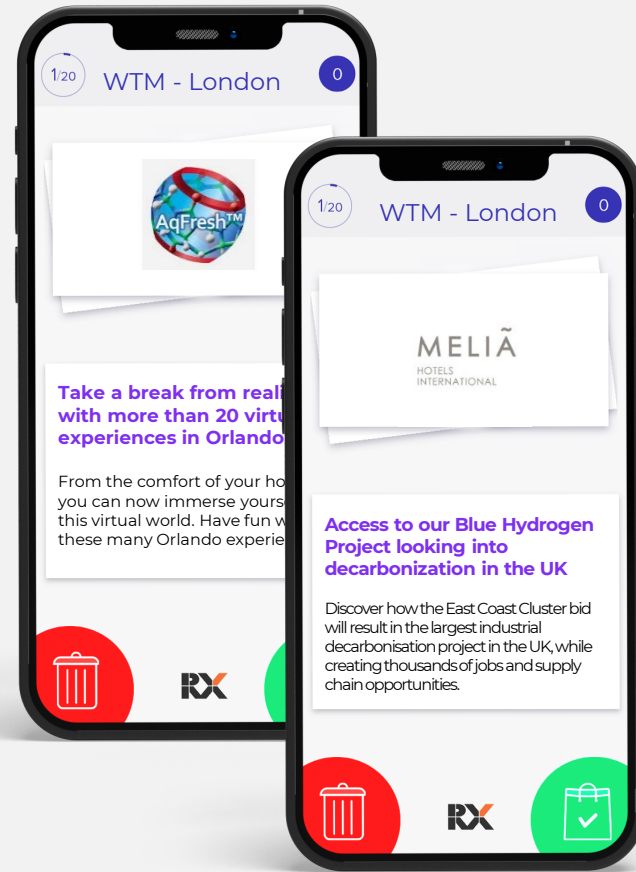 1/20
WTM - London
0
AqFresh™
Take a break from reali
with more than 20 virtu
experiences in Orlando
From the comfort of your ho
you can now immerse yourse
this virtual world. Have fun w
these many Orlando experie
RX
1/20
WTM - London
0
MELIÃ
HOTELS
INTERNATIONAL
Access to our Blue Hydrogen
Project looking into
decarbonization in the UK
Discover how the East Coast Cluster bid
will result in the largest industrial
decarbonisation project in the UK, while
creating thousands of jobs and supply
chain opportunities.
RX